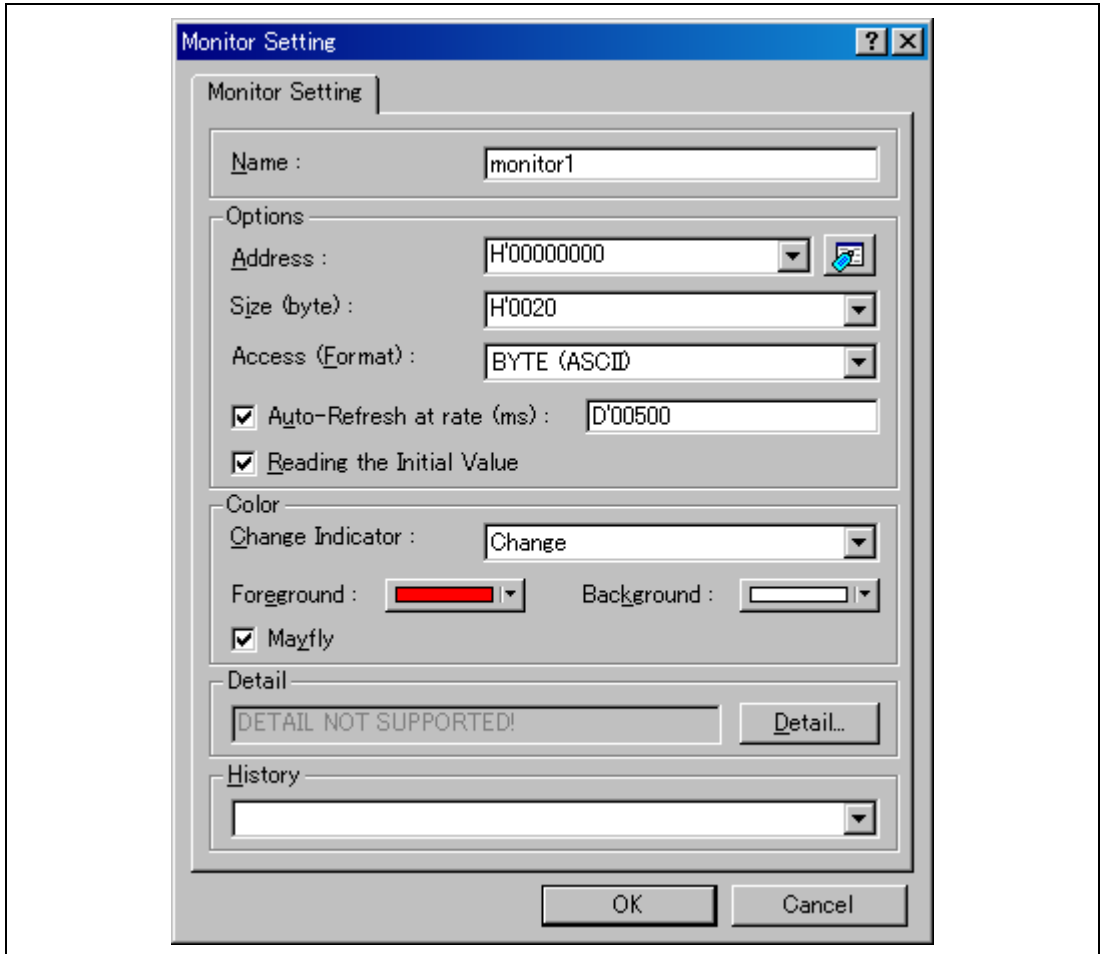 Monitor Setting
Monitor Setting
Name : monitor1
Options
Address : H'00000000
Size (byte) : H'0020
Access (Format) : BYTE (ASCII)
Auto-Refresh at rate (ms) : D'00500
Reading the Initial Value
Color
Change Indicator : Change
Foreground : Background :
Mayfly
Detail
DETAIL NOT SUPPORTED! Detail...
History
OK Cancel